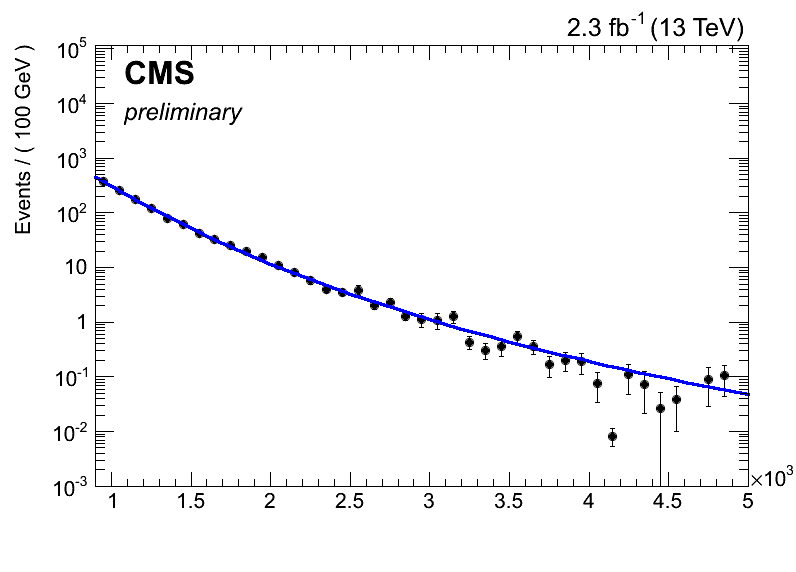 2.3 fb⁻¹ (13 TeV)
CMS
preliminary
Events / ( 100 GeV )
10⁵
10⁴
10³
10²
10
1
10⁻¹
10⁻²
10⁻³
1 1.5 2 2.5 3 3.5 4 4.5 5
×10³